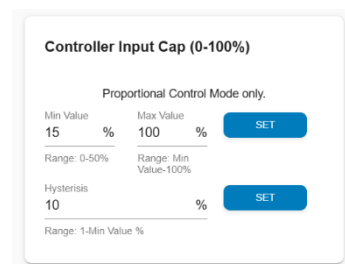 Controller Input Cap (0-100%)
Proportional Control Mode only.
Min Value Max Value
15 % 100 % SET
Range: 0-50% Range: Min
Value-100%
Hysterisis
10 % SET
Range: 1-Min Value %